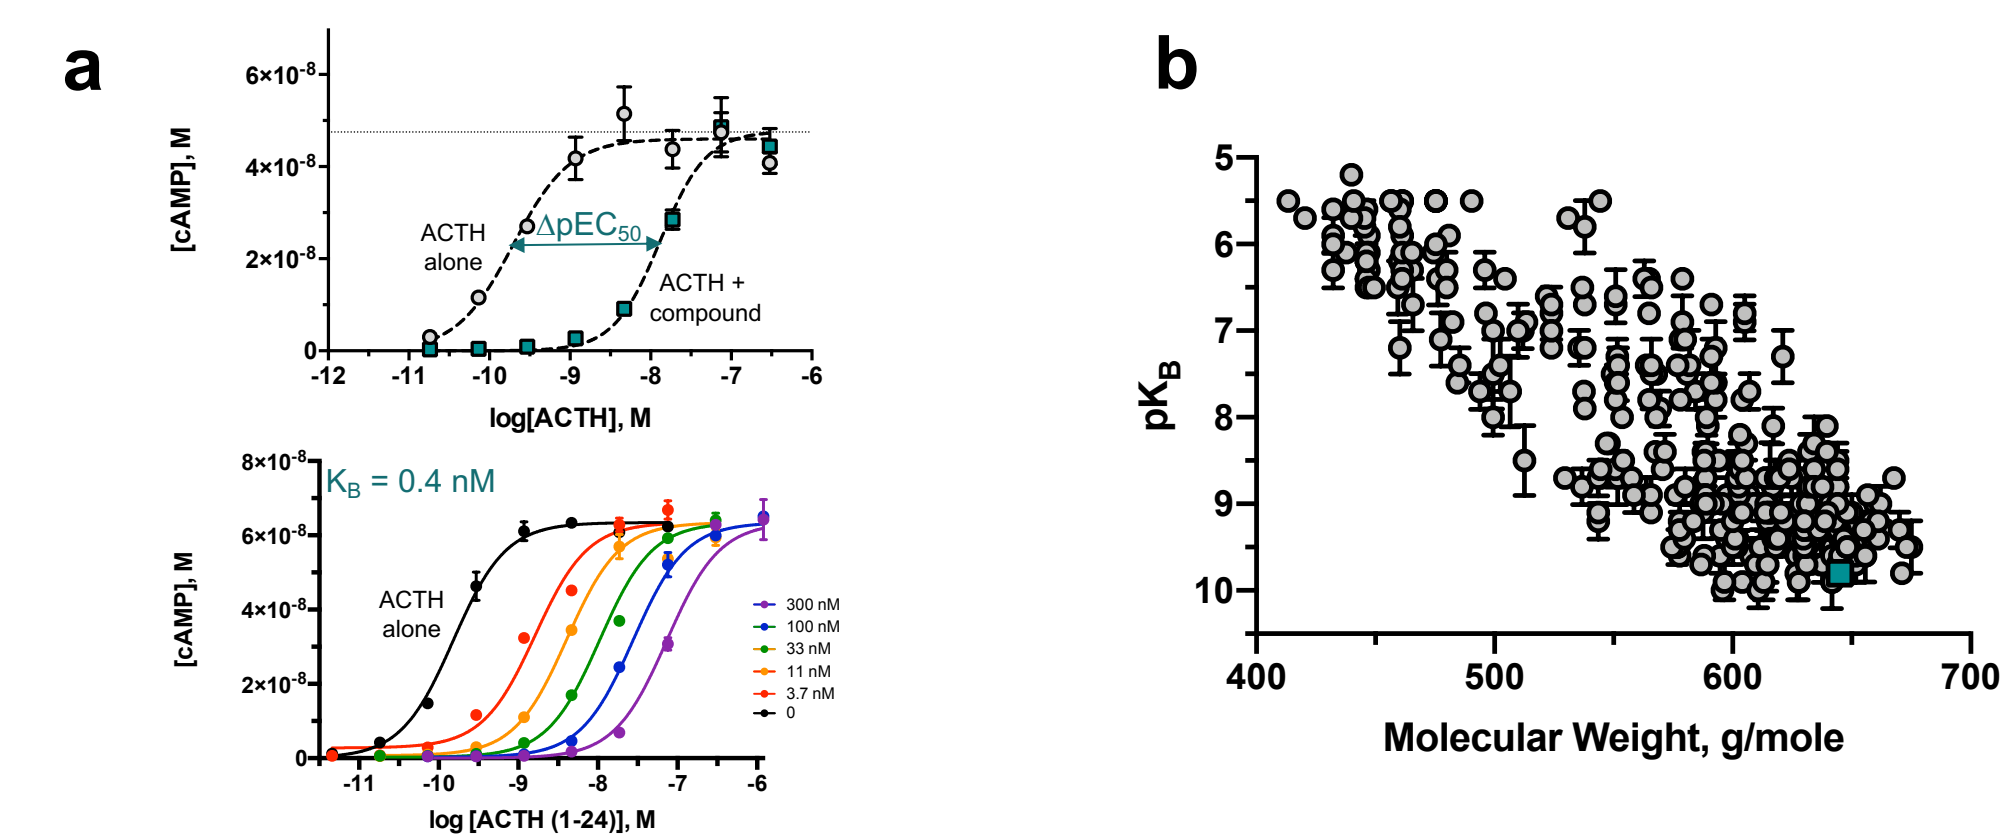 a
6×10-8
4×10-8
2×10-8
0
[cAMP], M
ACTH
alone
ΔpEC50
ACTH +
compound
-12 -11 -10 -9 -8 -7 -6
log[ACTH], M
8×10-8
6×10-8
4×10-8
2×10-8
0
[cAMP], M
KB = 0.4 nM
ACTH
alone
300 nM
100 nM
33 nM
11 nM
3.7 nM
0
-11 -10 -9 -8 -7 -6
log [ACTH (1-24)], M
b
5
6
7
8
9
10
pKB
400 500 600 700
Molecular Weight, g/mole